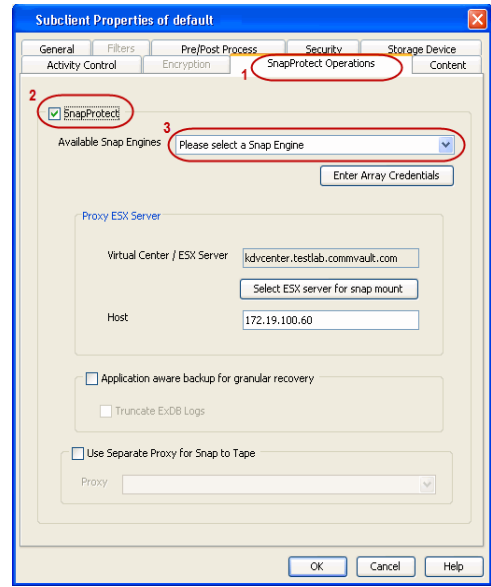 Subclient Properties of default
General Filters Pre/Post Process Security Storage Device
Activity Control Encryption SnapProtect Operations Content
1
2
SnapProtect
3
Available Snap Engines Please select a Snap Engine
Enter Array Credentials
Proxy ESX Server
Virtual Center / ESX Server kdvcenter.testlab.commvault.com
Select ESX server for snap mount
Host 172.19.100.60
Application aware backup for granular recovery
Truncate ExDB Logs
Use Separate Proxy for Snap to Tape
Proxy
OK Cancel Help